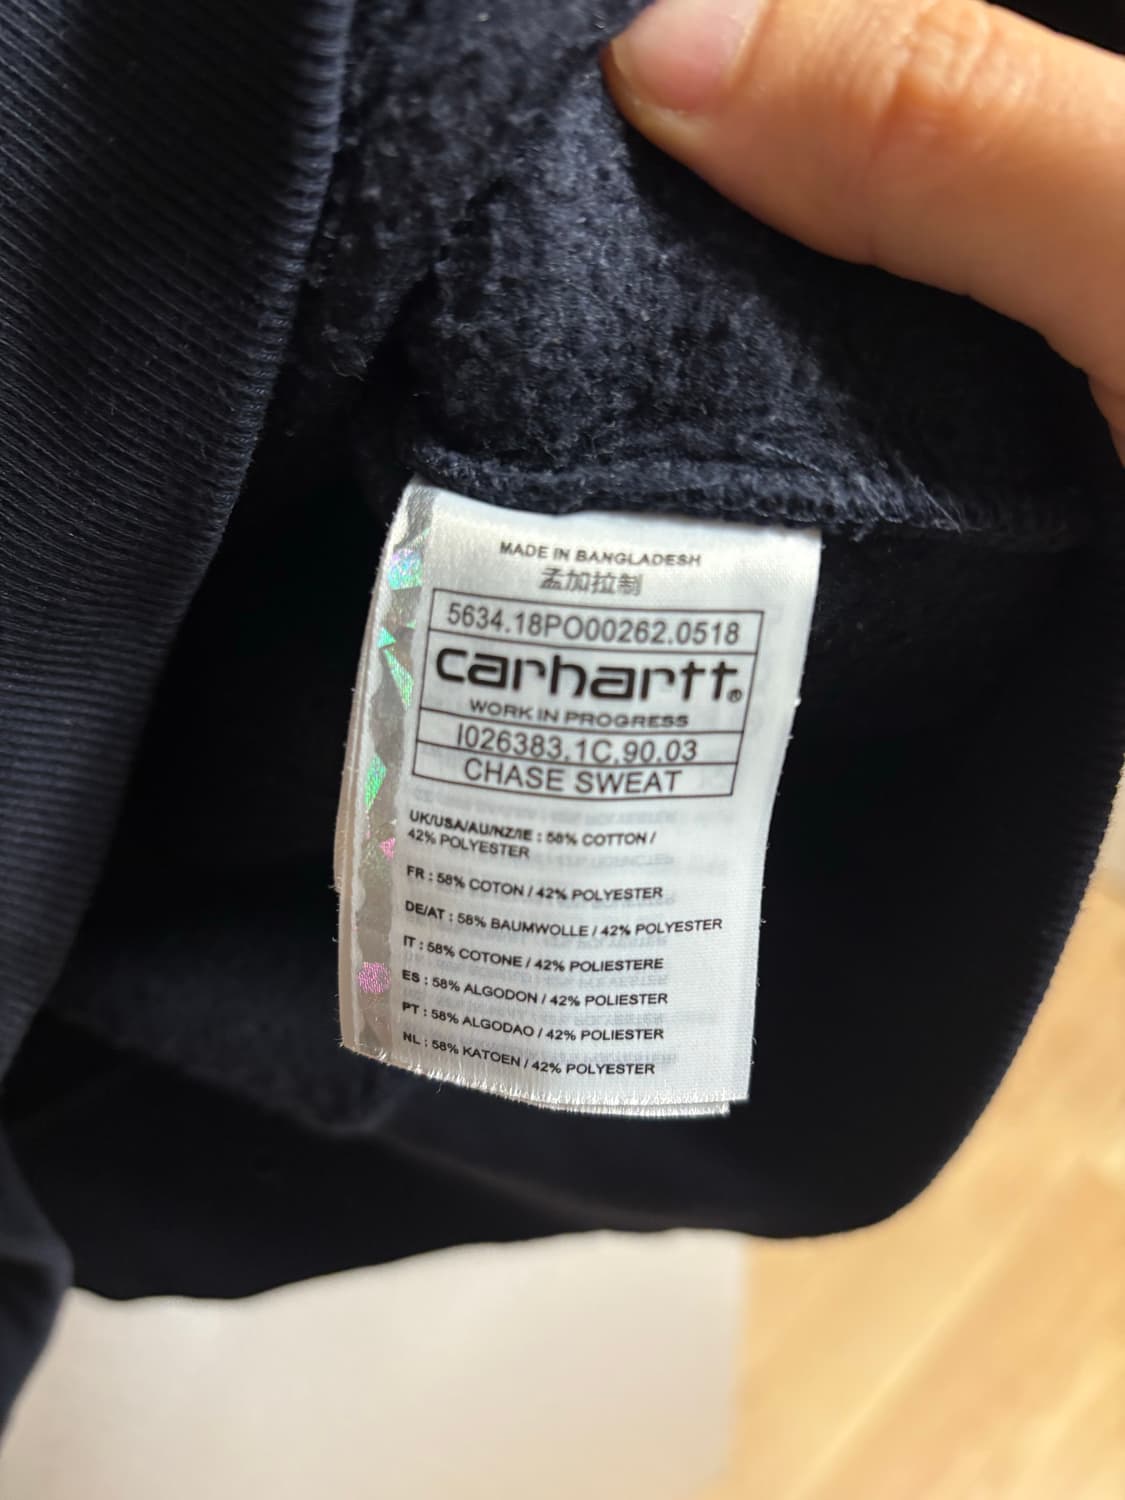 MADE IN BANGLADESH
孟加拉制
5634.18PO00262.0518
carhartt®
WORK IN PROGRESS
I026383.1C.90.03
CHASE SWEAT
UK/USA/AU/NZ/IE : 58% COTTON /
42% POLYESTER
FR : 58% COTON / 42% POLYESTER
DE/AT : 58% BAUMWOLLE / 42% POLYESTER
IT : 58% COTONE / 42% POLIESTERE
ES : 58% ALGODON / 42% POLIESTER
PT : 58% ALGODAO / 42% POLIESTER
NL : 58% KATOEN / 42% POLYESTER